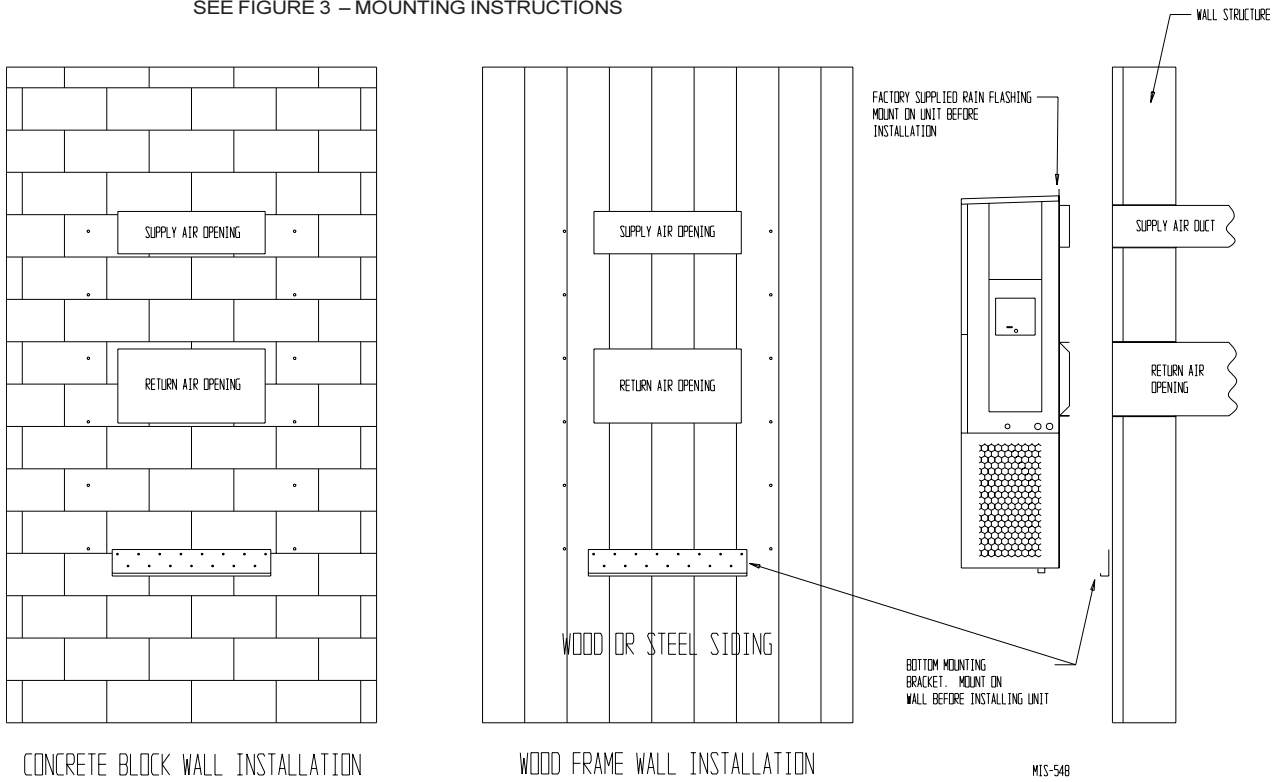 SEE FIGURE 3 – MOUNTING INSTRUCTIONS
WALL STRUCTURE
FACTORY SUPPLIED RAIN FLASHING
MOUNT ON UNIT BEFORE
INSTALLATION
SUPPLY AIR OPENING
SUPPLY AIR OPENING
SUPPLY AIR DUCT
RETURN AIR OPENING
RETURN AIR OPENING
RETURN AIR
OPENING
WOOD OR STEEL SIDING
BOTTOM MOUNTING
BRACKET. MOUNT ON
WALL BEFORE INSTALLING UNIT
CONCRETE BLOCK WALL INSTALLATION
WOOD FRAME WALL INSTALLATION
MIS-548